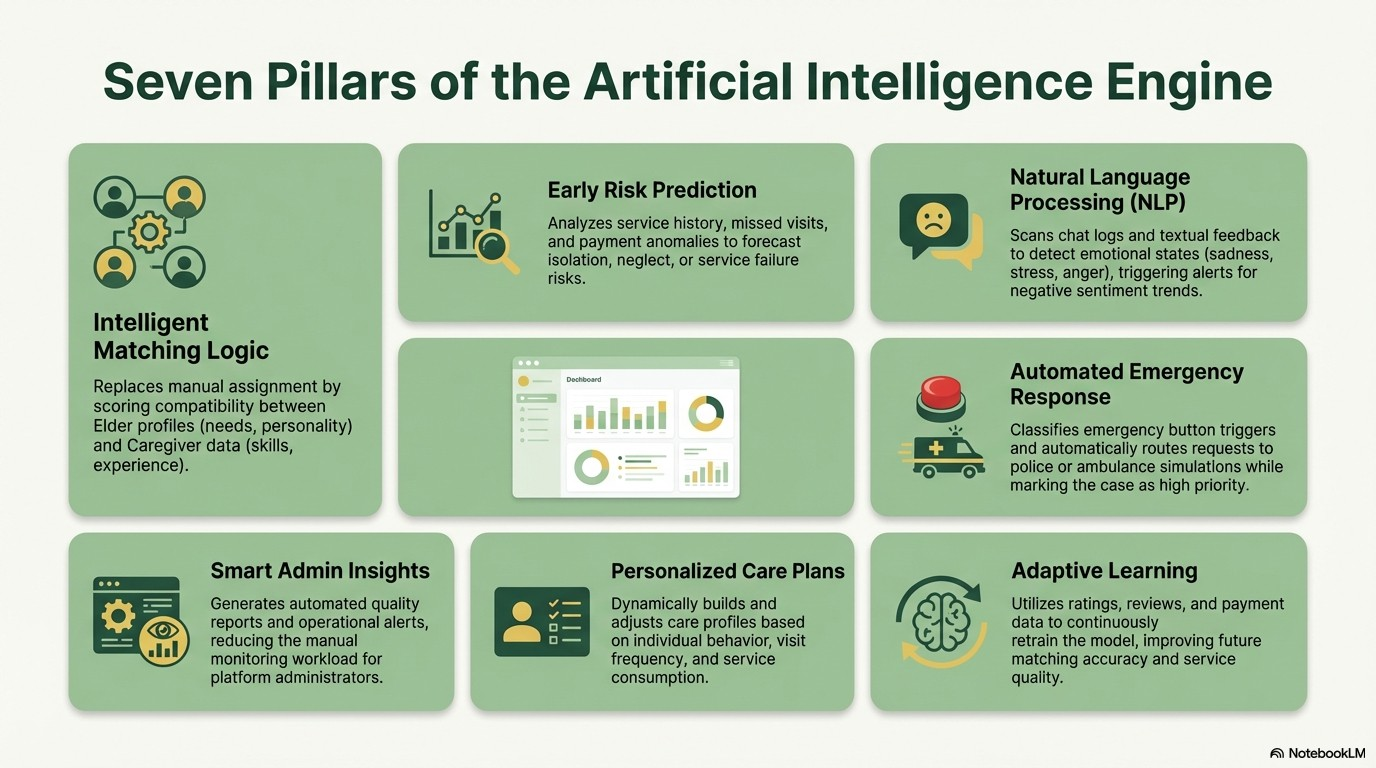 Seven Pillars of the Artificial Intelligence Engine
Intelligent
Matching Logic
Replaces manual assignment by
scoring compatibility between
Elder profiles (needs, personality)
and Caregiver data (skills,
experience).
Early Risk Prediction
Analyzes service history, missed visits,
and payment anomalies to forecast
isolation, neglect, or service failure
risks.
Natural Language
Processing (NLP)
Scans chat logs and textual feedback
to detect emotional states (sadness,
stress, anger), triggering alerts for
negative sentiment trends.
Dechboard
Automated Emergency
Response
Classifies emergency button triggers
and automatically routes requests to
police or ambulance simulations while
marking the case as high priority.
Smart Admin Insights
Generates automated quality
reports and operational alerts,
reducing the manual
monitoring workload for
platform administrators.
Personalized Care Plans
Dynamically builds and
adjusts care profiles based
on individual behavior, visit
frequency, and service
consumption.
Adaptive Learning
Utilizes ratings, reviews, and payment
data to continuously
retrain the model, improving future
matching accuracy and service
quality.
NotebookLM